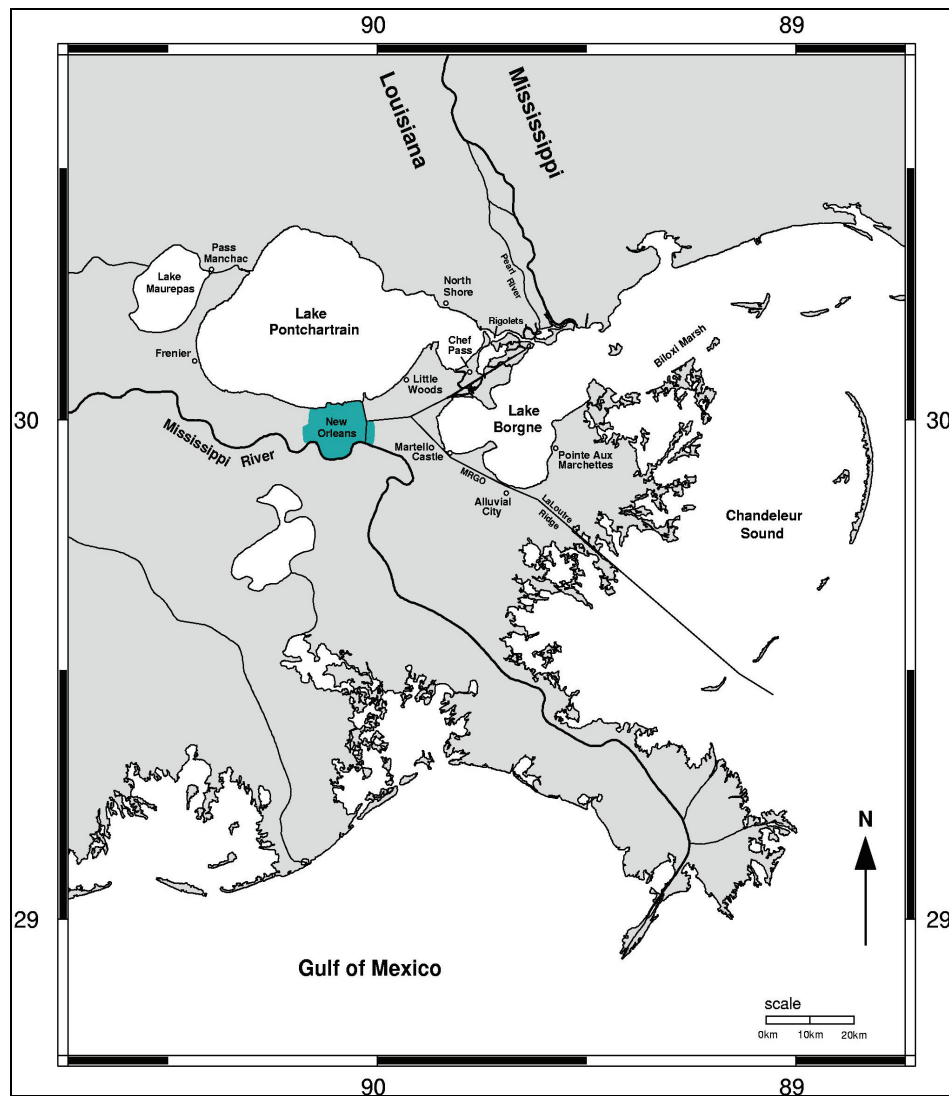 90
89
Louisiana
Mississippi
Pass
Manchac
Lake
Maurepas
North
Shore
Pearl
River
Lake
Pontchartrain
Rigolets
Chef
Pass
Frenier
Biloxi Marsh
Little
Woods
30
30
New
Orleans
Lake
Borgne
Mississippi River
Martello
Castle
Pointe Aux
Marchettes
MRGO
Alluvial
City
LaLoutre
Ridge
Chandeleur
Sound
N
29
29
Gulf of Mexico
scale
0km 10km 20km
90
89